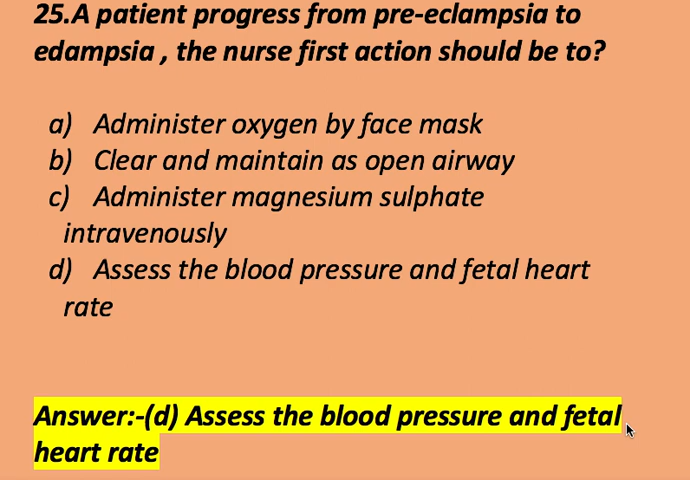 25.A patient progress from pre-eclampsia to
edampsia , the nurse first action should be to?
a) Administer oxygen by face mask
b) Clear and maintain as open airway
c) Administer magnesium sulphate
intravenously
d) Assess the blood pressure and fetal heart
rate
Answer:-(d) Assess the blood pressure and fetal
heart rate